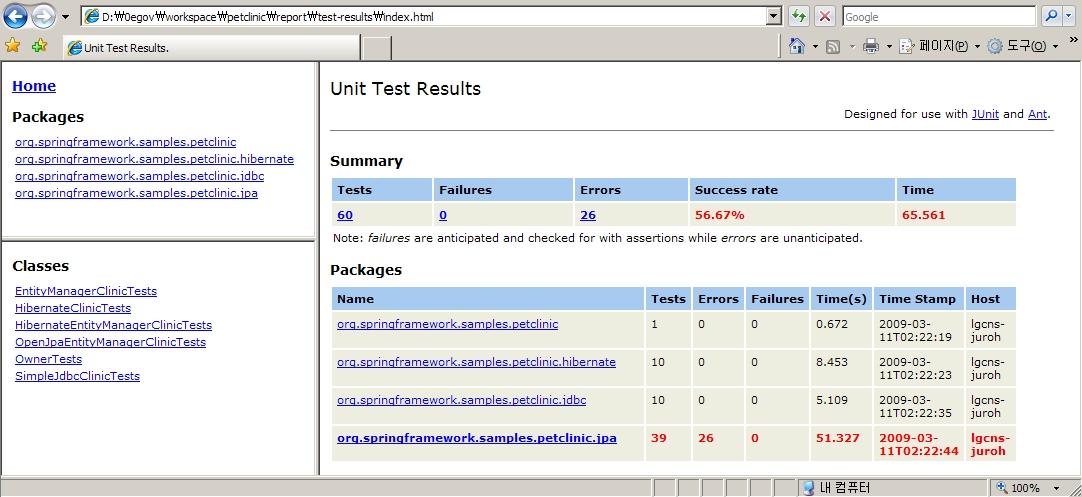 D:₩0egov₩workspace₩petclinic₩report₩test-results₩index.html
Google
Unit Test Results.
페이지(P)
도구(O)
»
Home
Packages
org.springframework.samples.petclinic
org.springframework.samples.petclinic.hibernate
org.springframework.samples.petclinic.jdbc
org.springframework.samples.petclinic.jpa
Classes
EntityManagerClinicTests
HibernateClinicTests
HibernateEntityManagerClinicTests
OpenJpaEntityManagerClinicTests
OwnerTests
SimpleJdbcClinicTests
Unit Test Results
Designed for use with JUnit and Ant.
Summary
Tests Failures Errors Success rate Time
60 0 26 56.67% 65.561
Note: failures are anticipated and checked for with assertions while errors are unanticipated.
Packages
Name Tests Errors Failures Time(s) Time Stamp Host
org.springframework.samples.petclinic 1 0 0 0.672 2009-03- lgcns-
11T02:22:19 juroh
org.springframework.samples.petclinic.hibernate 10 0 0 8.453 2009-03- lgcns-
11T02:22:23 juroh
org.springframework.samples.petclinic.jdbc 10 0 0 5.109 2009-03- lgcns-
11T02:22:35 juroh
org.springframework.samples.petclinic.jpa 39 26 0 51.327 2009-03- lgcns-
11T02:22:44 juroh
내 컴퓨터
100%